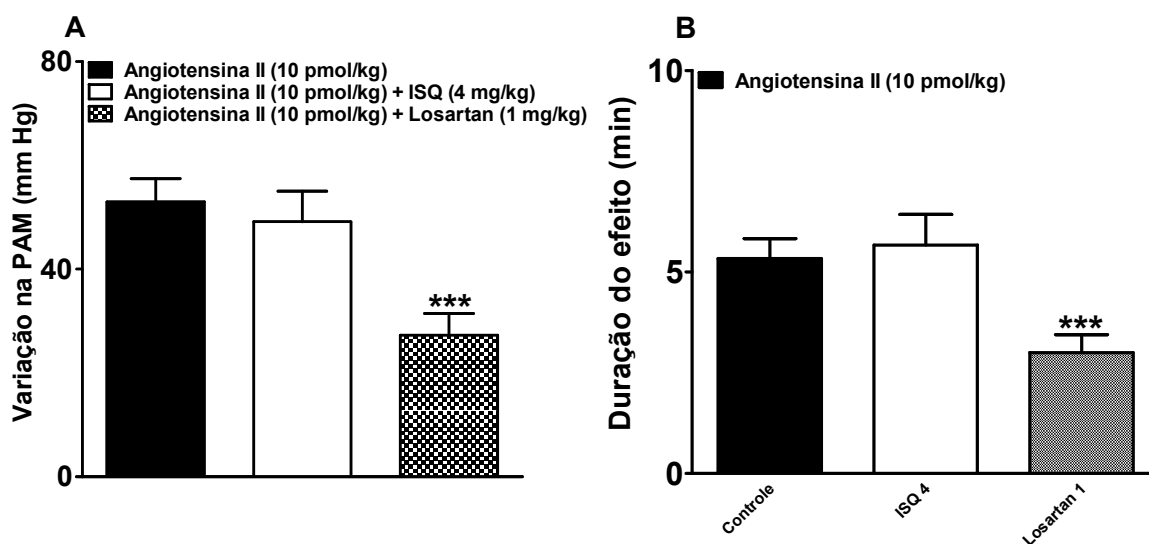 A
80
Angiotensina II (10 pmol/kg)
Angiotensina II (10 pmol/kg) + ISQ (4 mg/kg)
Angiotensina II (10 pmol/kg) + Losartan (1 mg/kg)
Variação na PAM (mm Hg)
40
***
0
B
10
Angiotensina II (10 pmol/kg)
Duração do efeito (min)
5
***
0
Controle
ISQ 4
Losartan 1